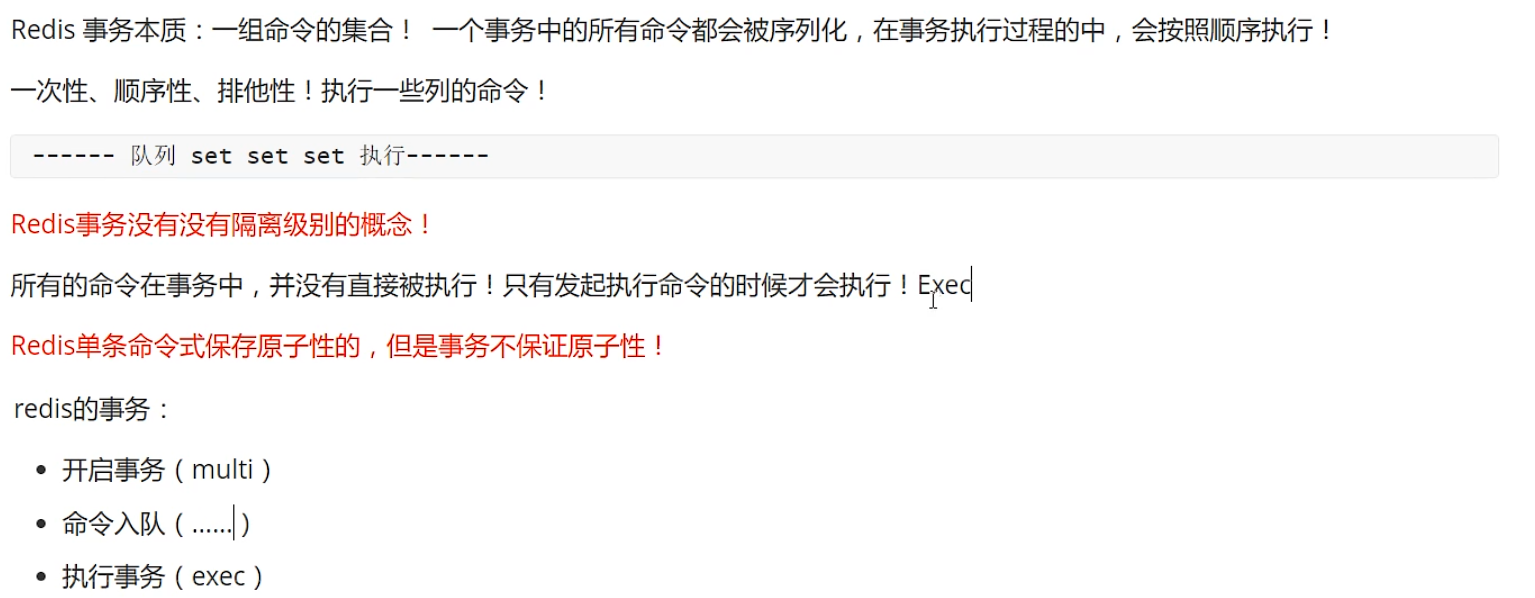 Redis 事务本质：一组命令的集合！ 一个事务中的所有命令都会被序列化，在事务执行过程的中，会按照顺序执行！
一次性、顺序性、排他性！执行一些列的命令！
------ 队列 set set set 执行------
Redis事务没有没有隔离级别的概念！
所有的命令在事务中，并没有直接被执行！只有发起执行命令的时候才会执行！Exec
Redis单条命令式保存原子性的，但是事务不保证原子性！
redis的事务：
• 开启事务（multi）
• 命令入队（......）
• 执行事务（exec）